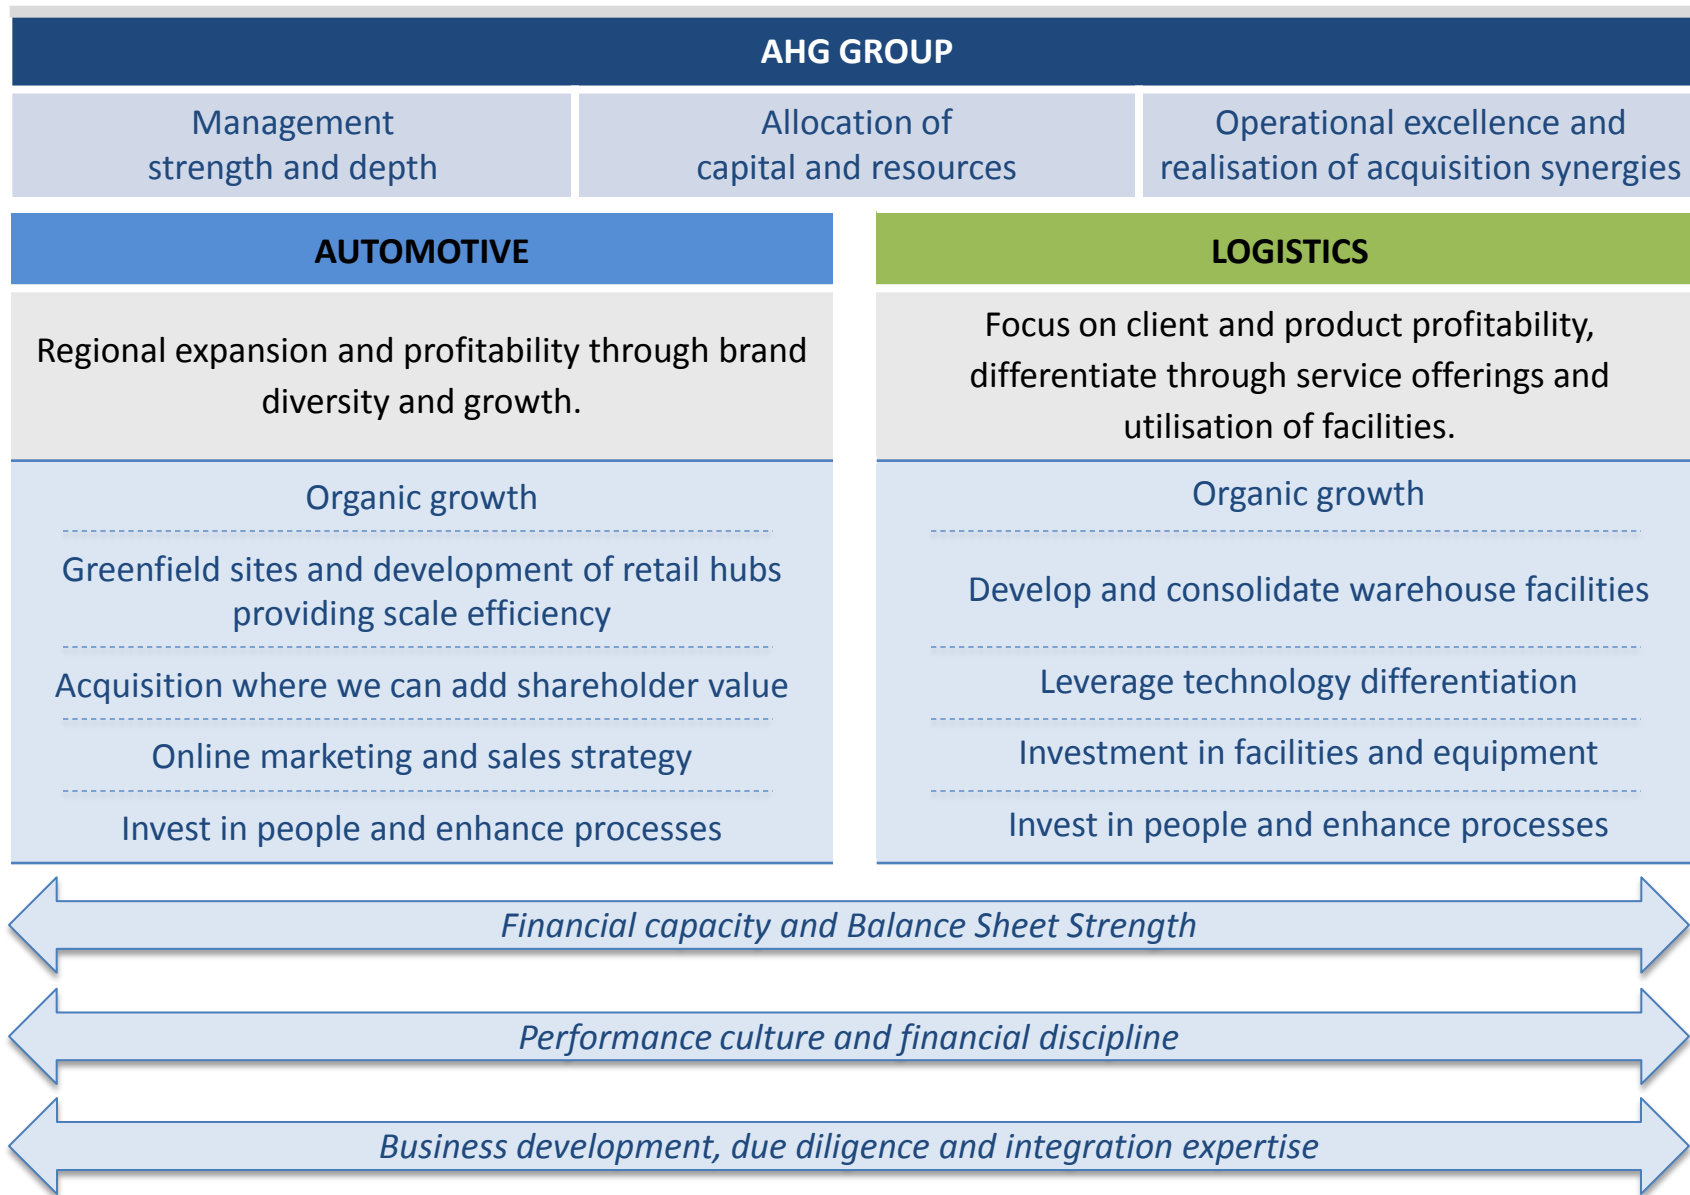 AHG GROUP
Management
strength and depth
Allocation of
capital and resources
Operational excellence and
realisation of acquisition synergies
AUTOMOTIVE
Regional expansion and profitability through brand
diversity and growth.
Organic growth
Greenfield sites and development of retail hubs
providing scale efficiency
Acquisition where we can add shareholder value
Online marketing and sales strategy
Invest in people and enhance processes
LOGISTICS
Focus on client and product profitability,
differentiate through service offerings and
utilisation of facilities.
Organic growth
Develop and consolidate warehouse facilities
Leverage technology differentiation
Investment in facilities and equipment
Invest in people and enhance processes
Financial capacity and Balance Sheet Strength
Performance culture and financial discipline
Business development, due diligence and integration expertise